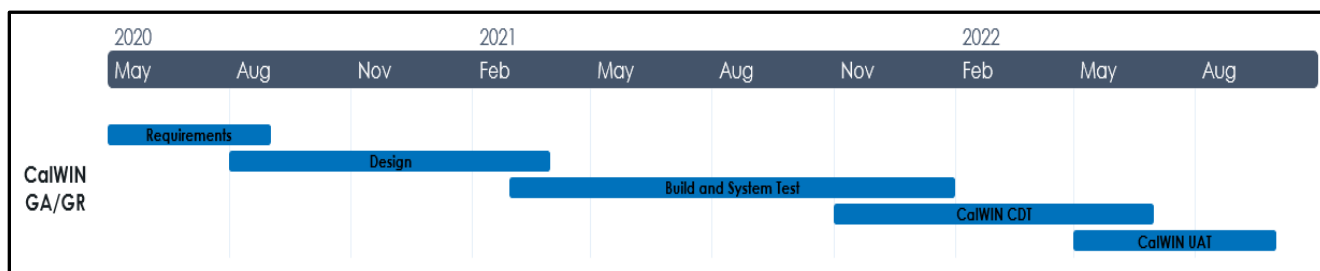 2020 2021 2022
May Aug Nov Feb May Aug Nov Feb May Aug
Requirements
Design
CalWIN
GA/GR
Build and System Test
CalWIN CDT
CalWIN UAT